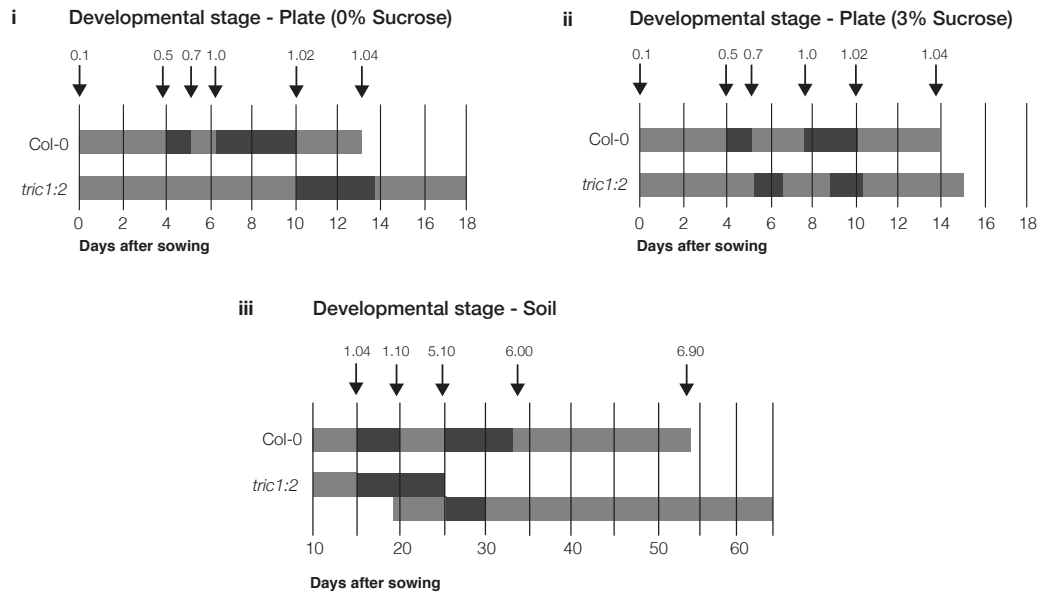 i Developmental stage - Plate (0% Sucrose)
0.1 0.5 0.7 1.0 1.02 1.04
Col-0
tric1:2
0 2 4 6 8 10 12 14 16 18
Days after sowing
ii Developmental stage - Plate (3% Sucrose)
0.1 0.5 0.7 1.0 1.02 1.04
Col-0
tric1:2
0 2 4 6 8 10 12 14 16 18
Days after sowing
iii Developmental stage - Soil
1.04 1.10 5.10 6.00 6.90
Col-0
tric1:2
10 20 30 40 50 60
Days after sowing